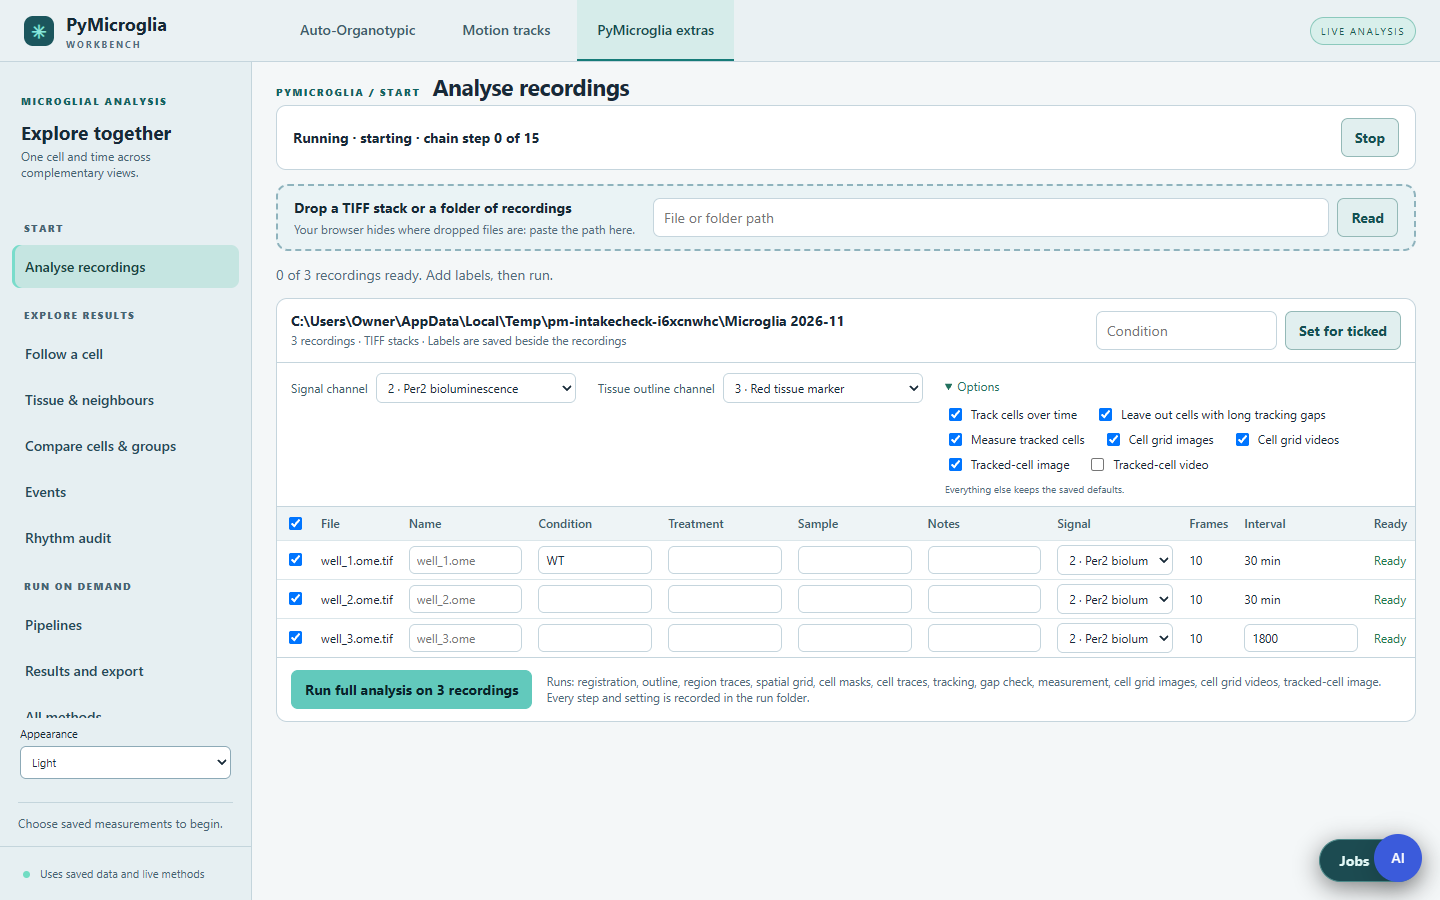 PyMicroglia
WORKBENCH
Auto-Organotypic
Motion tracks
PyMicroglia extras
LIVE ANALYSIS
MICROGLIAL ANALYSIS
Explore together
One cell and time across
complementary views.
START
Analyse recordings
EXPLORE RESULTS
Follow a cell
Tissue & neighbours
Compare cells & groups
Events
Rhythm audit
RUN ON DEMAND
Pipelines
Results and export
All methods
Appearance
Light
Choose saved measurements to begin.
Uses saved data and live methods
PYMICROGLIA / START Analyse recordings
Running · starting · chain step 0 of 15
Stop
Drop a TIFF stack or a folder of recordings
Your browser hides where dropped files are: paste the path here.
File or folder path
Read
0 of 3 recordings ready. Add labels, then run.
C:\Users\Owner\AppData\Local\Temp\pm-intakecheck-i6xcnwhc\Microglia 2026-11
3 recordings · TIFF stacks · Labels are saved beside the recordings
Condition
Set for ticked
Signal channel 2 · Per2 bioluminescence Tissue outline channel 3 · Red tissue marker
▼ Options
Track cells over time Leave out cells with long tracking gaps
Measure tracked cells Cell grid images Cell grid videos
Tracked-cell image Tracked-cell video
Everything else keeps the saved defaults.
File Name Condition Treatment Sample Notes Signal Frames Interval Ready
well_1.ome.tif well_1.ome WT 2 · Per2 biolum 10 30 min Ready
well_2.ome.tif well_2.ome 2 · Per2 biolum 10 30 min Ready
well_3.ome.tif well_3.ome 2 · Per2 biolum 10 1800 Ready
Run full analysis on 3 recordings
Runs: registration, outline, region traces, spatial grid, cell masks, cell traces, tracking, gap check, measurement, cell grid images, cell grid videos, tracked-cell image.
Every step and setting is recorded in the run folder.
Jobs
AI